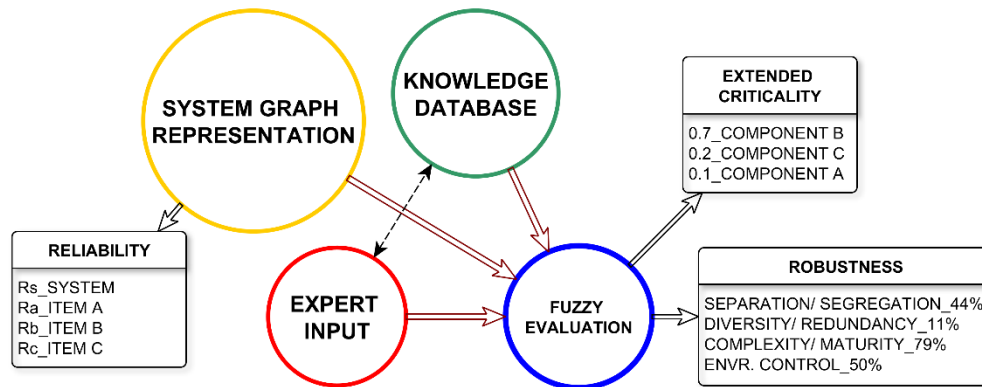 SYSTEM GRAPH
REPRESENTATION
KNOWLEDGE
DATABASE
EXTENDED
CRITICALITY
0.7_COMPONENT B
0.2_COMPONENT C
0.1_COMPONENT A
RELIABILITY
Rs_SYSTEM
Ra_ITEM A
Rb_ITEM B
Rc_ITEM C
EXPERT
INPUT
FUZZY
EVALUATION
ROBUSTNESS
SEPARATION/ SEGREGATION_44%
DIVERSITY/ REDUNDANCY_11%
COMPLEXITY/ MATURITY_79%
ENVR. CONTROL_50%